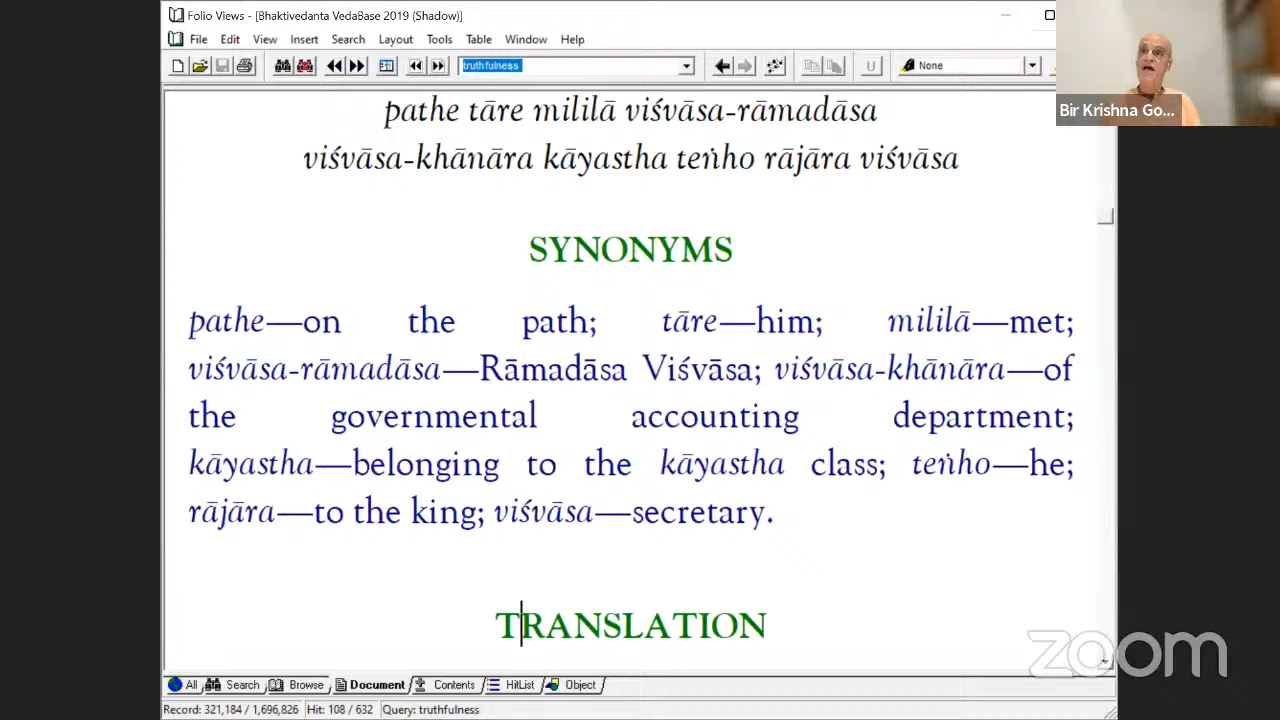 Folio Views - [Bhaktivedanta VedaBase 2019 (Shadow)]
File Edit View Insert Search Layout Tools Table Window Help
truthfulness
U
None
Bir Krishna Go...
pathe tāre mililā viśvāsa-rāmadāsa
viśvāsa-khānāra kāyastha teṅho rājāra viśvāsa
SYNONYMS
pathe—on the path; tāre—him; mililā—met;
viśvāsa-rāmadāsa—Rāmadāsa Viśvāsa; viśvāsa-khānāra—of
the governmental accounting department;
kāyastha—belonging to the kāyastha class; teṅho—he;
rājāra—to the king; viśvāsa—secretary.
TRANSLATION
zoom
All Search Browse Document Contents HitList Object
Record: 321,184 / 1,696,826 Hit: 108 / 632 Query: truthfulness